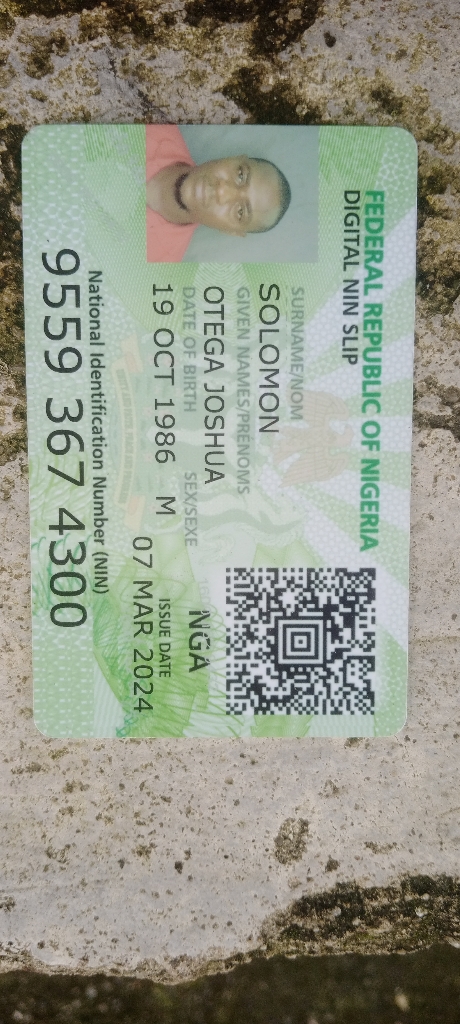 FEDERAL REPUBLIC OF NIGERIA
DIGITAL NIN SLIP
SURNAME/NOM
SOLOMON
GIVEN NAMES/PRENOMS
OTEGA JOSHUA
DATE OF BIRTH SEX/SEXE
19 OCT 1986 M
NGA
ISSUE DATE
07 MAR 2024
National Identification Number (NIN)
9559 367 4300